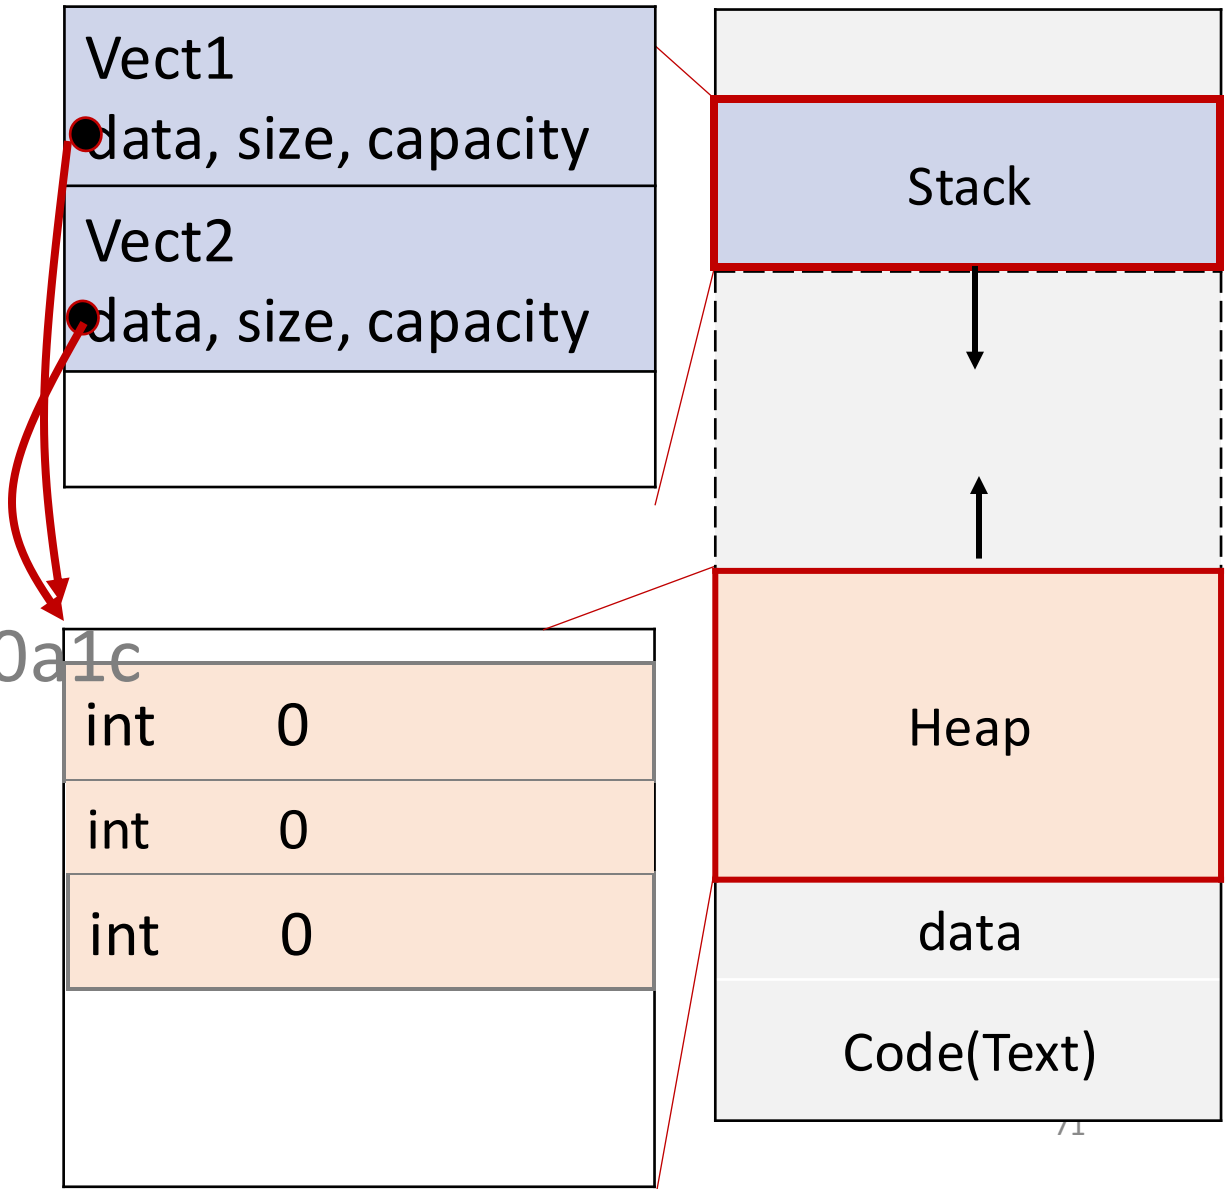 Vect1
data, size, capacity
Vect2
data, size, capacity
0a1c
int 0
int 0
int 0
Stack
Heap
data
Code(Text)
71